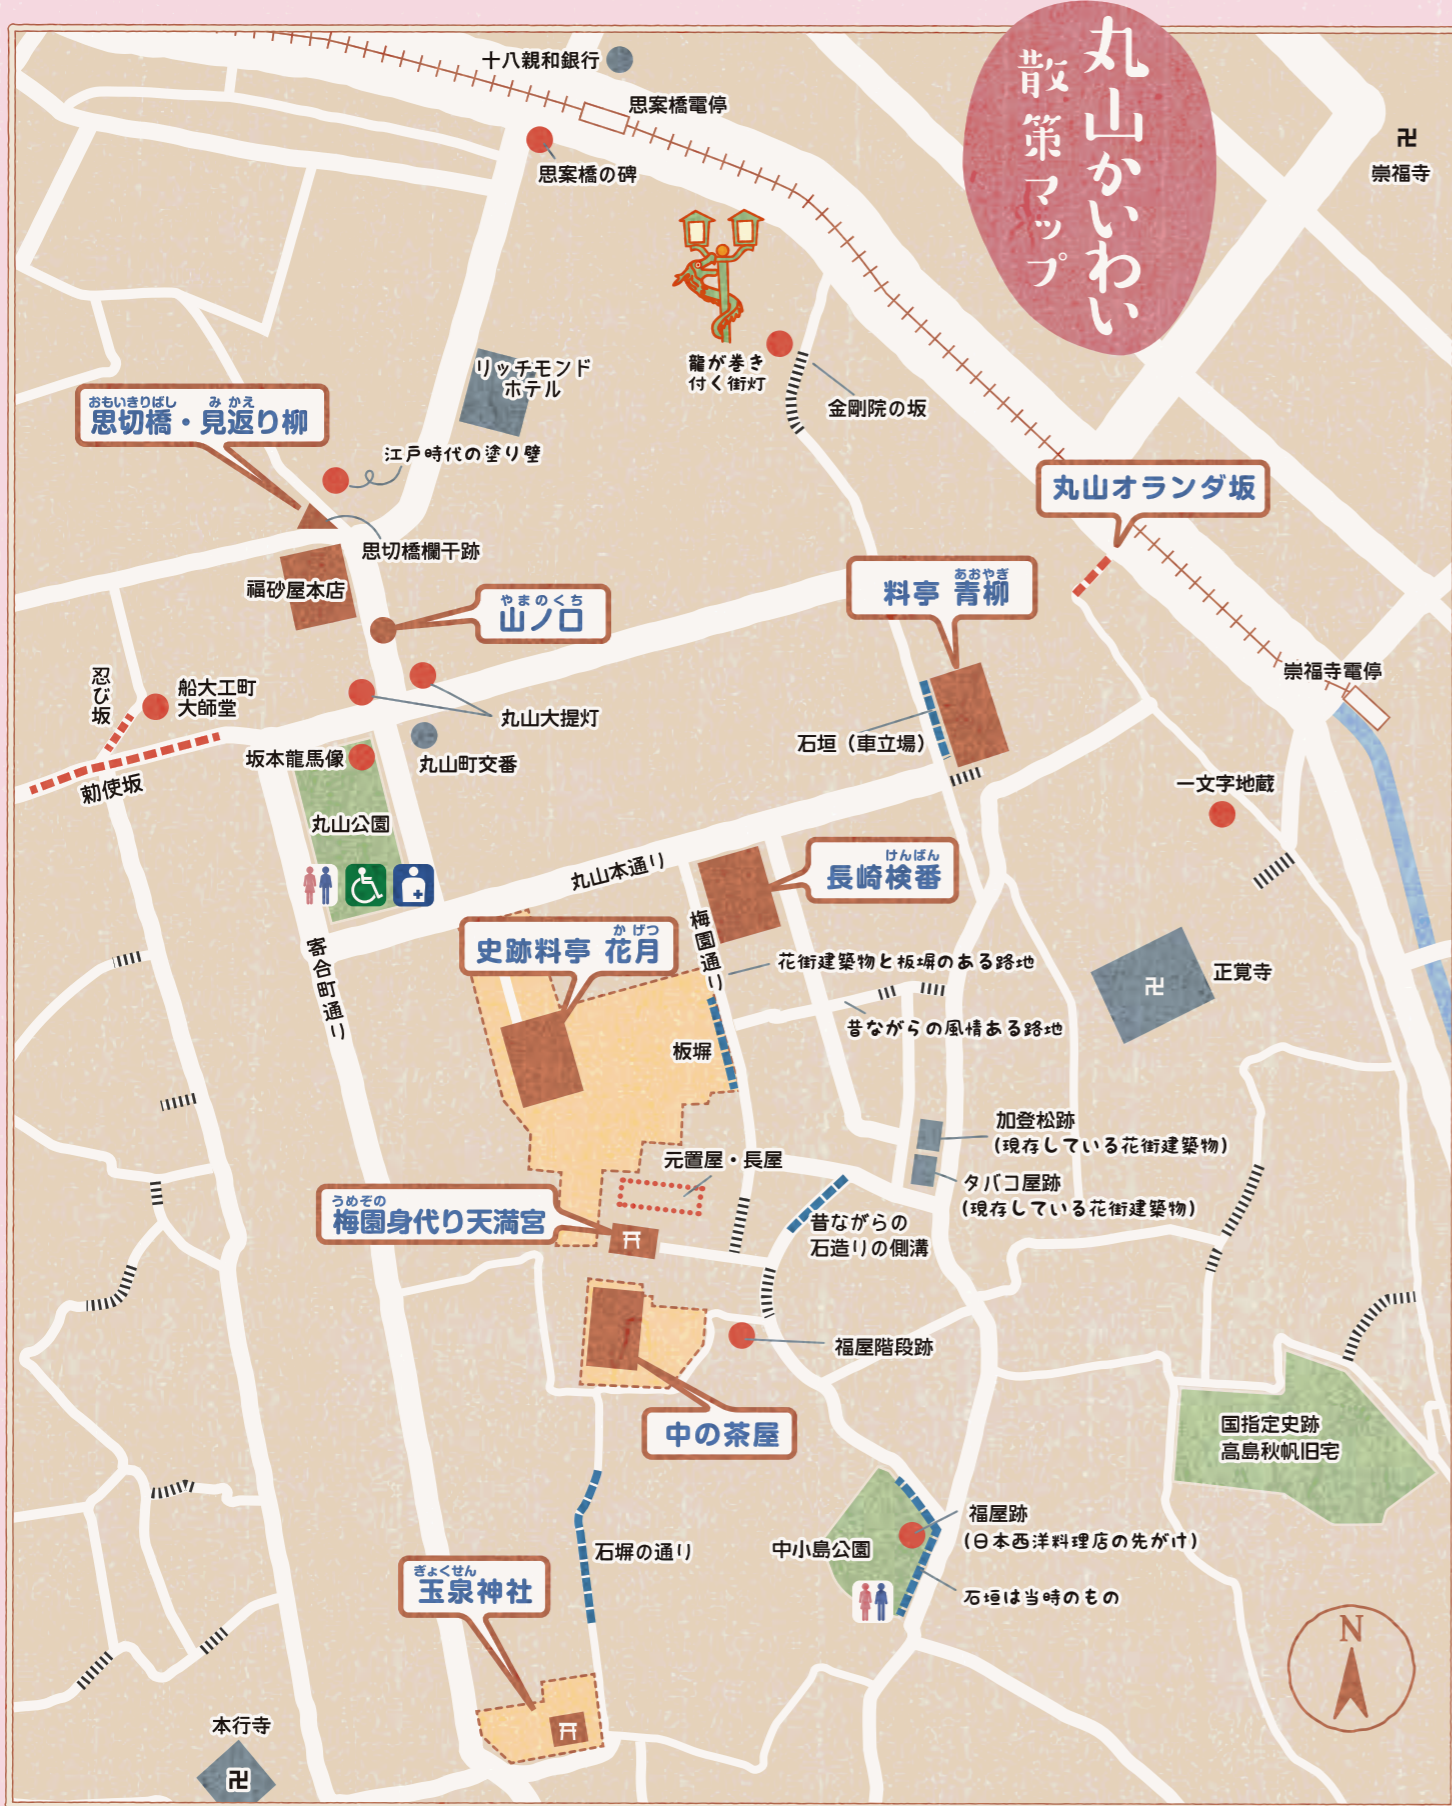 丸山かいわい
散策マップ
十八親和銀行
思案橋電停
思案橋の碑
卍
崇福寺
龍が巻き
付く街灯
金剛院の坂
リッチモンド
ホテル
おもいきりばし
み かえ
思切橋・見返り柳
江戸時代の塗り壁
思切橋欄干跡
福砂屋本店
やまのくち
山ノ口
丸山オランダ坂
あおやぎ
料亭 青柳
崇福寺電停
忍び坂
船大工町
大師堂
丸山大提灯
石垣(車立場)
坂本龍馬像
丸山町交番
勅使坂
一文字地蔵
丸山公園
丸山本通り
けんばん
長崎検番
梅園通り
か げつ
史跡料亭 花月
寄合町通り
花街建築物と板塀のある路地
卍
正覚寺
昔ながらの風情ある路地
板塀
加登松跡
(現存している花街建築物)
元置屋・長屋
タバコ屋跡
(現存している花街建築物)
うめぞの
梅園身代り天満宮
昔ながらの
石造りの側溝
福屋階段跡
中の茶屋
国指定史跡
高島秋帆旧宅
福屋跡
(日本西洋料理店の先がけ)
中小島公園
石塀の通り
石垣は当時のもの
ぎょくせん
玉泉神社
N
本行寺
卍